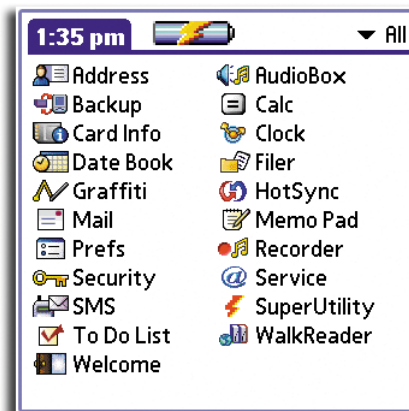 1:35 pm All
Address AudioBox
Backup Calc
Card Info Clock
Date Book Filer
Graffiti HotSync
Mail Memo Pad
Prefs Recorder
Security Service
SMS SuperUtility
To Do List WalkReader
Welcome